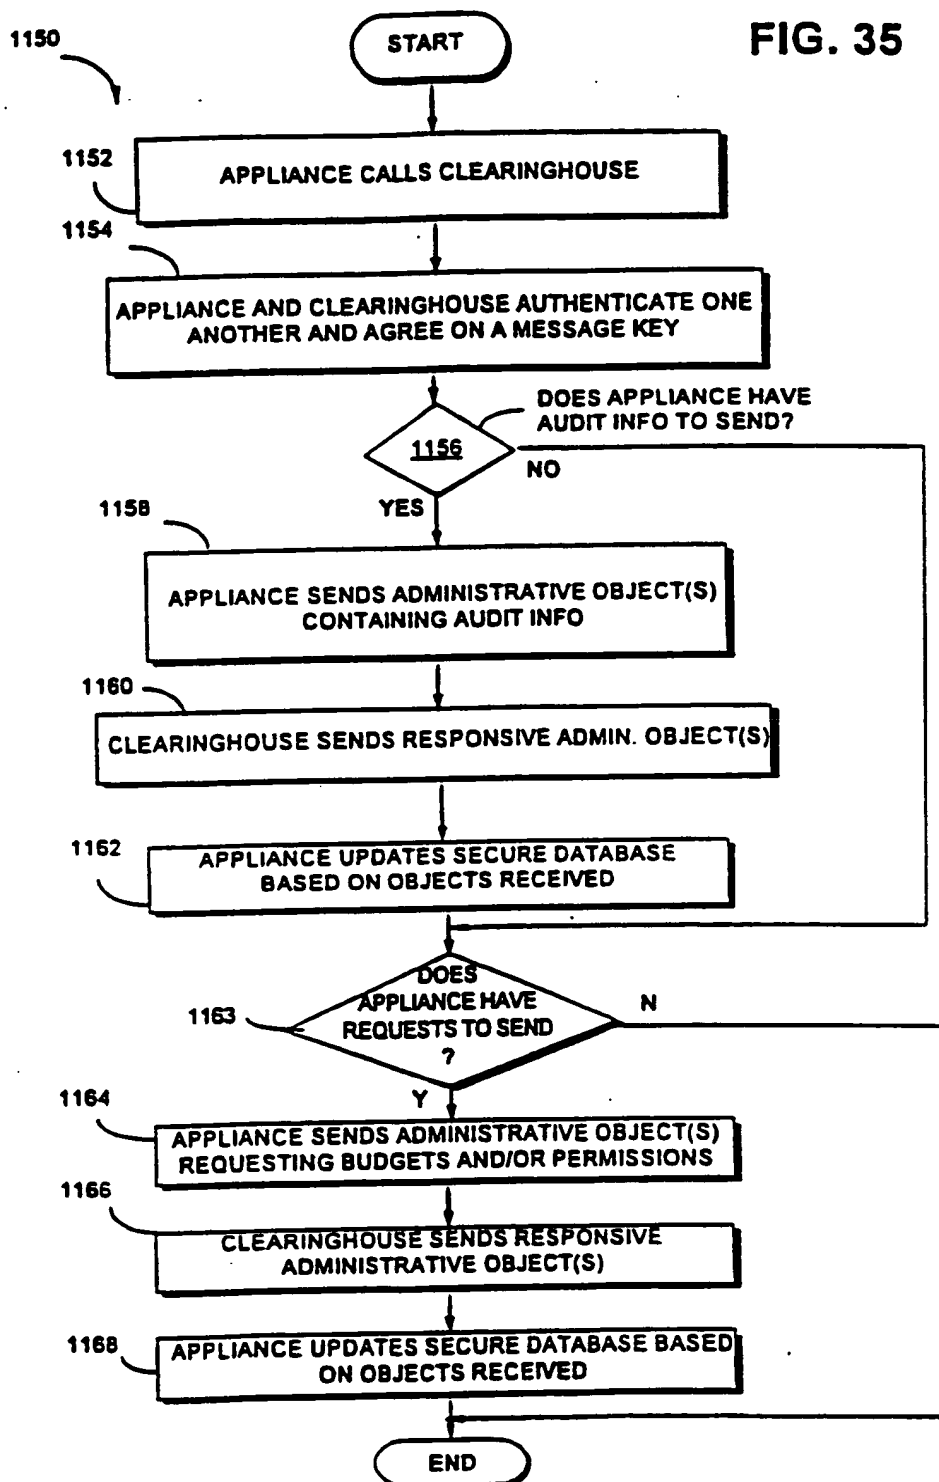 FIG. 35
1150
START
1152
APPLIANCE CALLS CLEARINGHOUSE
1154
APPLIANCE AND CLEARINGHOUSE AUTHENTICATE ONE
ANOTHER AND AGREE ON A MESSAGE KEY
DOES APPLIANCE HAVE
AUDIT INFO TO SEND?
1156
NO
YES
1158
APPLIANCE SENDS ADMINISTRATIVE OBJECT(S)
CONTAINING AUDIT INFO
1160
CLEARINGHOUSE SENDS RESPONSIVE ADMIN. OBJECT(S)
1162
APPLIANCE UPDATES SECURE DATABASE
BASED ON OBJECTS RECEIVED
1163
DOES
APPLIANCE HAVE
REQUESTS TO SEND
?
N
Y
1164
APPLIANCE SENDS ADMINISTRATIVE OBJECT(S)
REQUESTING BUDGETS AND/OR PERMISSIONS
1166
CLEARINGHOUSE SENDS RESPONSIVE
ADMINISTRATIVE OBJECT(S)
1168
APPLIANCE UPDATES SECURE DATABASE BASED
ON OBJECTS RECEIVED
END